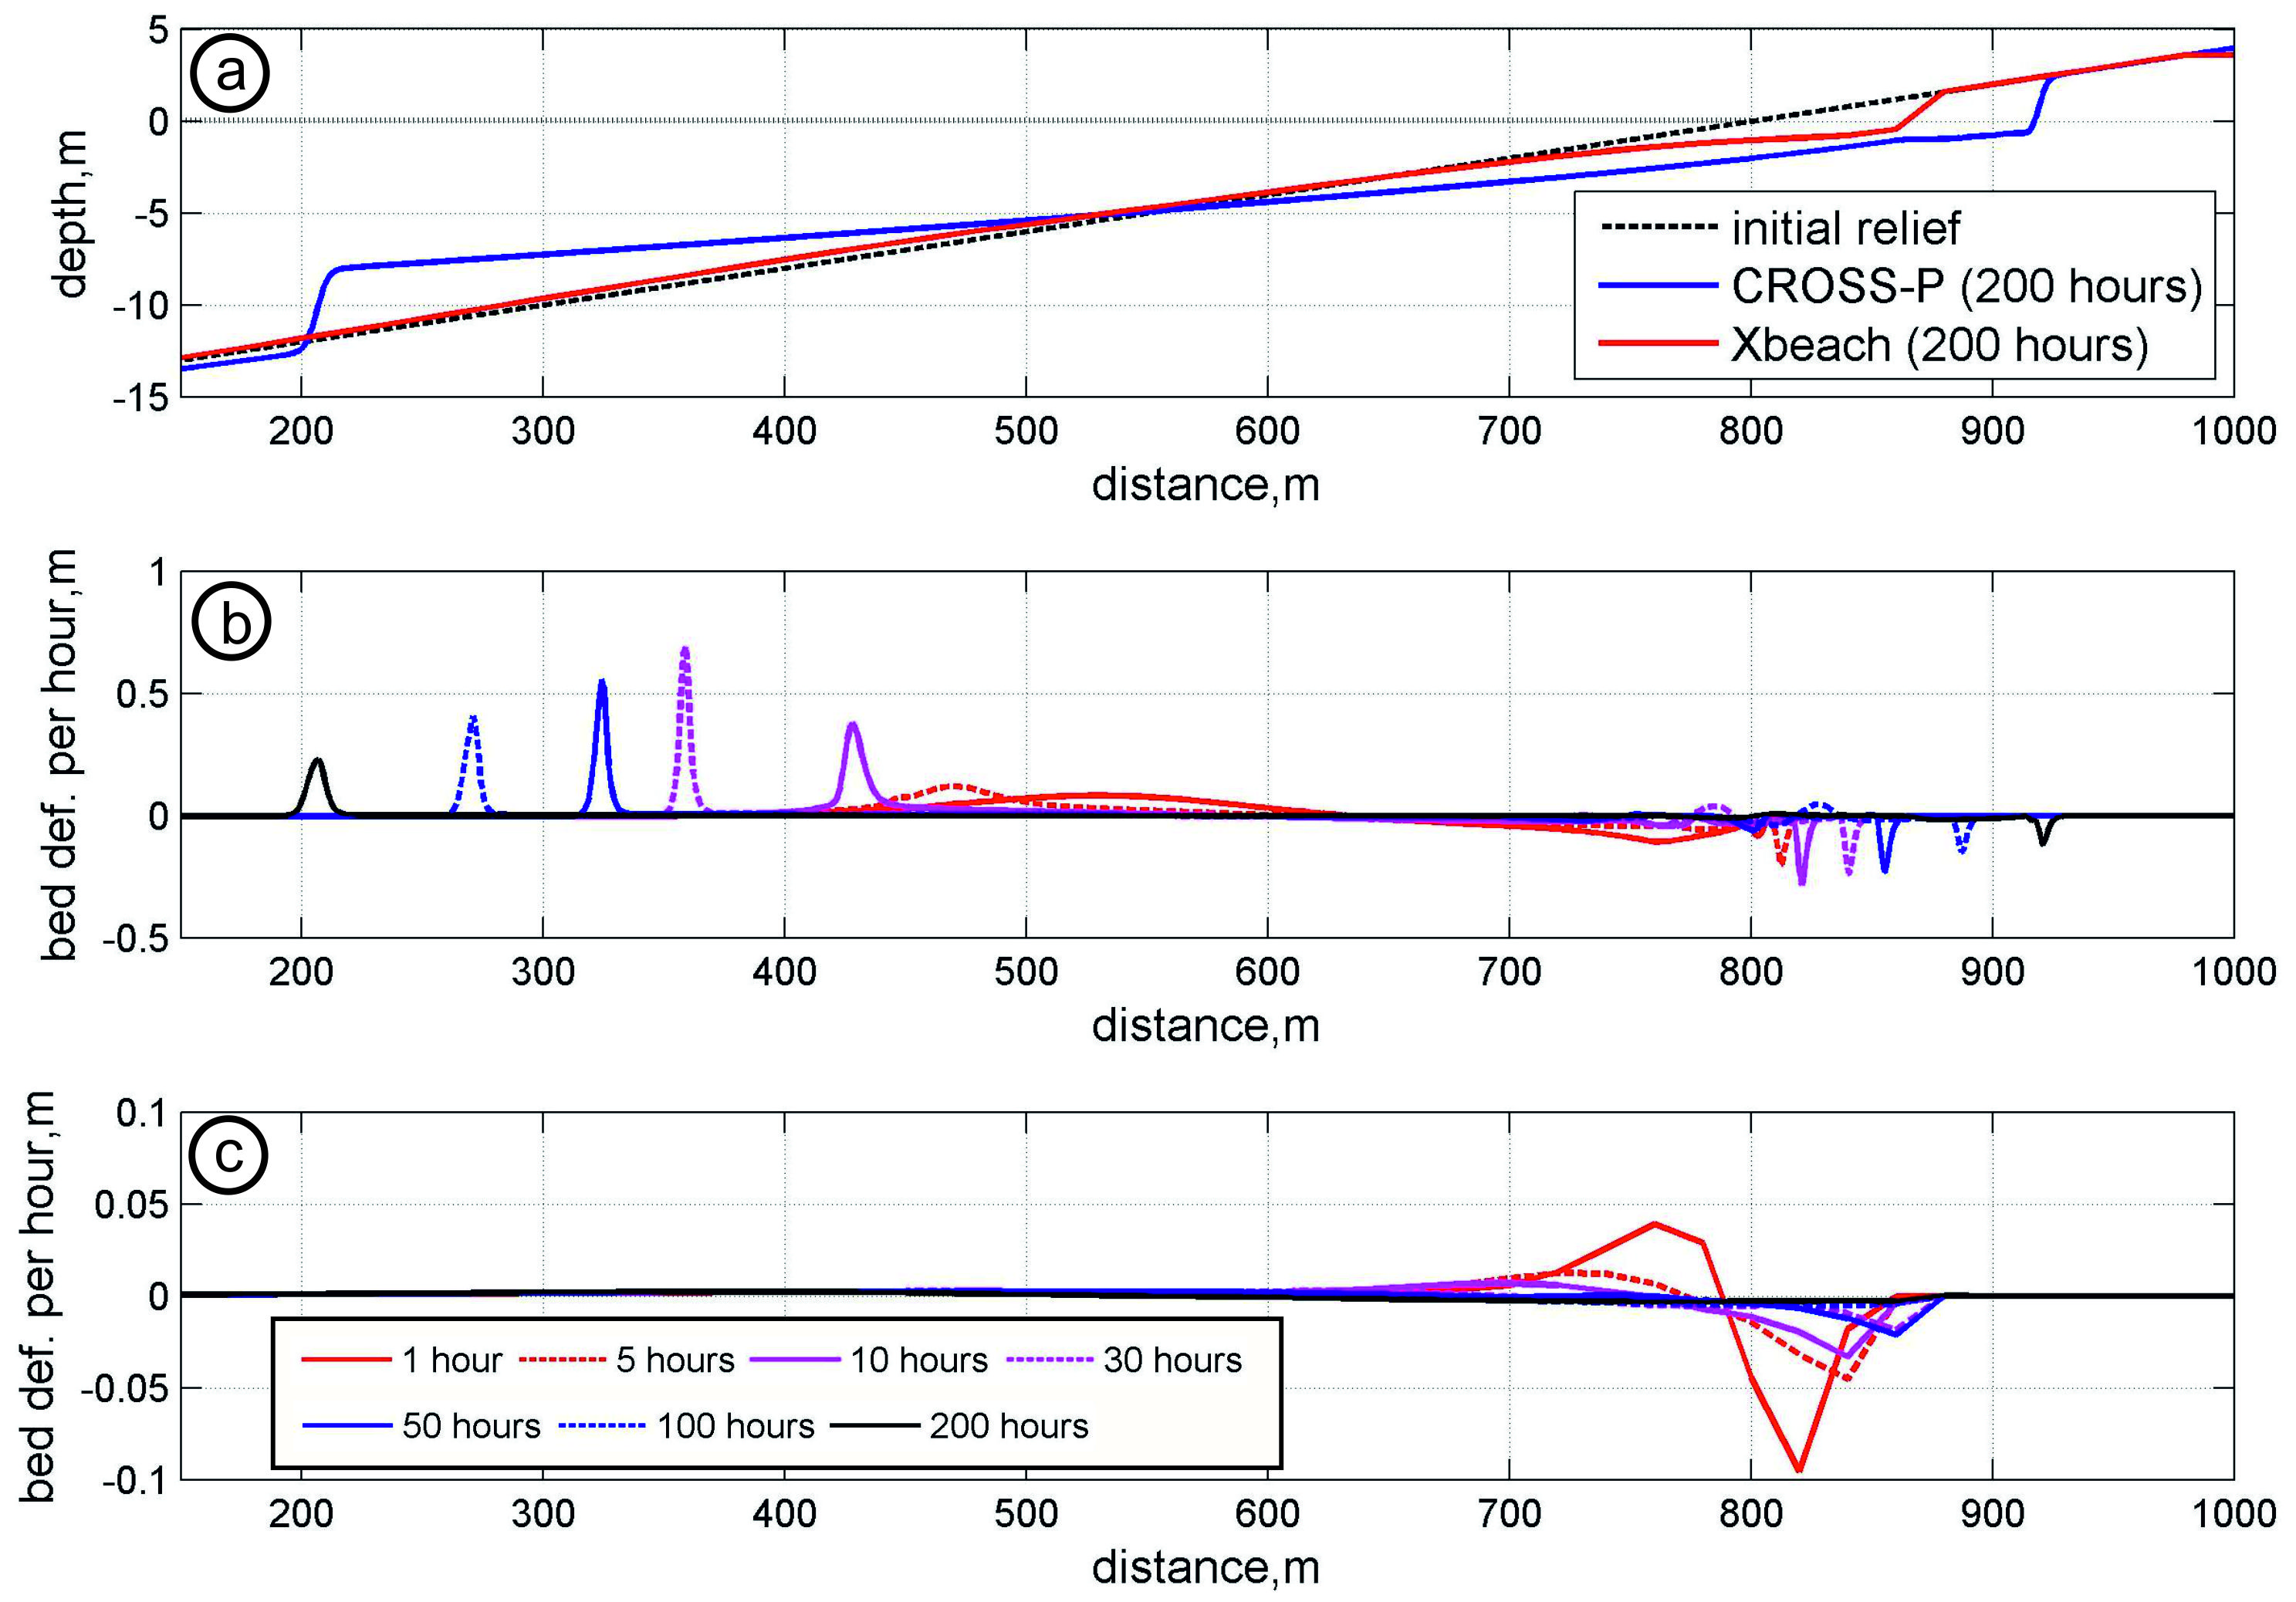 a
5
0
-5
-10
-15
depth,m
initial relief
CROSS-P (200 hours)
Xbeach (200 hours)
200 300 400 500 600 700 800 900 1000
distance,m
b
1
0.5
0
-0.5
bed def. per hour,m
200 300 400 500 600 700 800 900 1000
distance,m
c
0.1
0.05
0
-0.05
-0.1
bed def. per hour,m
1 hour 5 hours 10 hours 30 hours
50 hours 100 hours 200 hours
200 300 400 500 600 700 800 900 1000
distance,m